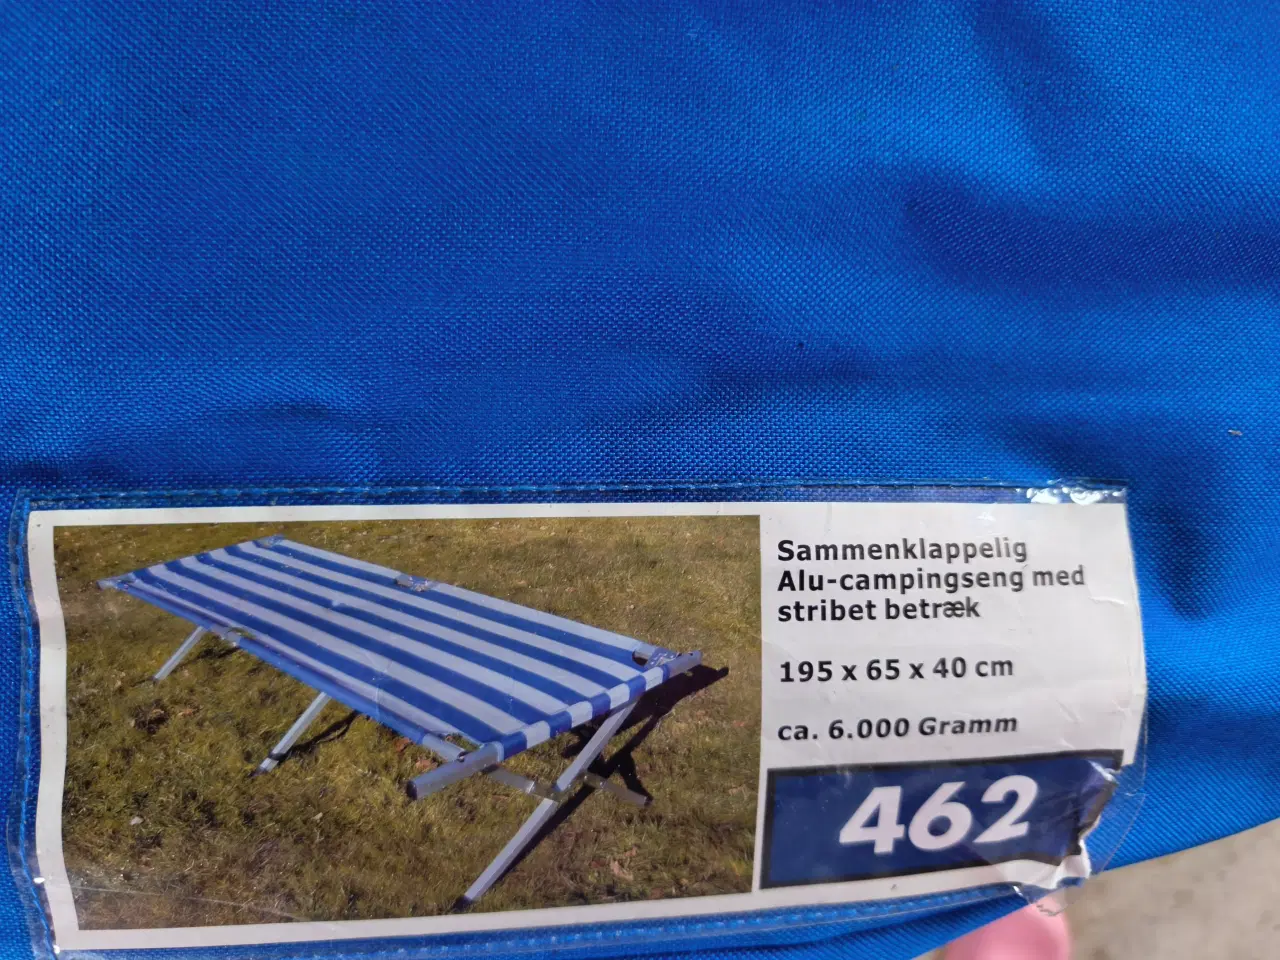 Sammenklappelig
Alu-campingseng med
stribet betræk
195 x 65 x 40 cm
ca. 6.000 Gramm
462